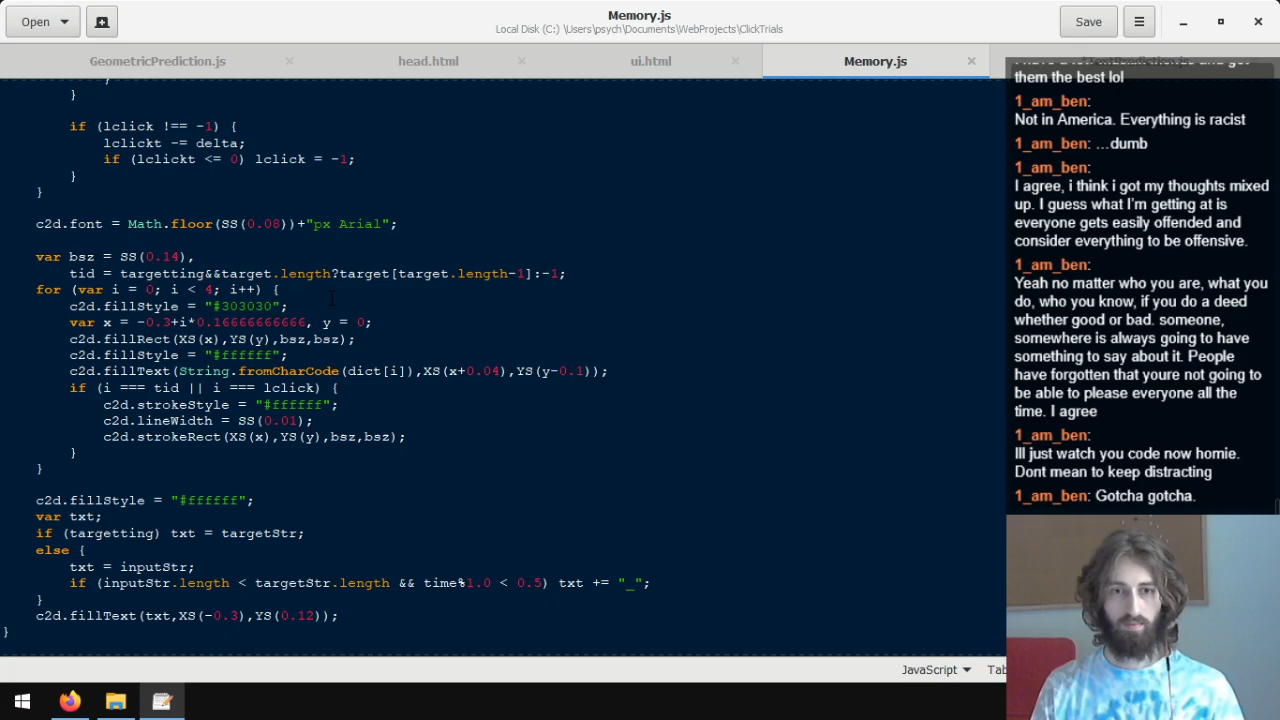 Open
Memory.js
Local Disk (C:) \Users\psych\Documents\WebProjects\ClickTrials
Save
GeometricPrediction.js
head.html
ui.html
Memory.js
}
if (lclick !== -1) {
lclickt -= delta;
if (lclickt <= 0) lclick = -1;
}
}
c2d.font = Math.floor(SS(0.08))+"px Arial";
var bsz = SS(0.14),
tid = targetting&&target.length?target[target.length-1]:-1;
for (var i = 0; i < 4; i++) {
c2d.fillStyle = "#303030";
var x = -0.3+i*0.16666666666, y = 0;
c2d.fillRect(XS(x),YS(y),bsz,bsz);
c2d.fillStyle = "#ffffff";
c2d.fillText(String.fromCharCode(dict[i]),XS(x+0.04),YS(y-0.1));
if (i === tid || i === lclick) {
c2d.strokeStyle = "#ffffff";
c2d.lineWidth = SS(0.01);
c2d.strokeRect(XS(x),YS(y),bsz,bsz);
}
}
c2d.fillStyle = "#ffffff";
var txt;
if (targetting) txt = targetStr;
else {
txt = inputStr;
if (inputStr.length < targetStr.length && time%1.0 < 0.5) txt += "_";
}
c2d.fillText(txt,XS(-0.3),YS(0.12));
}
JavaScript
Tab
them the best lol
1_am_ben:
Not in America. Everything is racist
1_am_ben: ...dumb
1_am_ben:
I agree, i think i got my thoughts mixed
up. I guess what I'm getting at is
everyone gets easily offended and
consider everything to be offensive.
1_am_ben:
Yeah no matter who you are, what you
do, who you know, if you do a deed
whether good or bad. someone,
somewhere is always going to have
something to say about it. People
have forgotten that youre not going to
be able to please everyone all the
time. I agree
1_am_ben:
Ill just watch you code now homie.
Dont mean to keep distracting
1_am_ben: Gotcha gotcha.